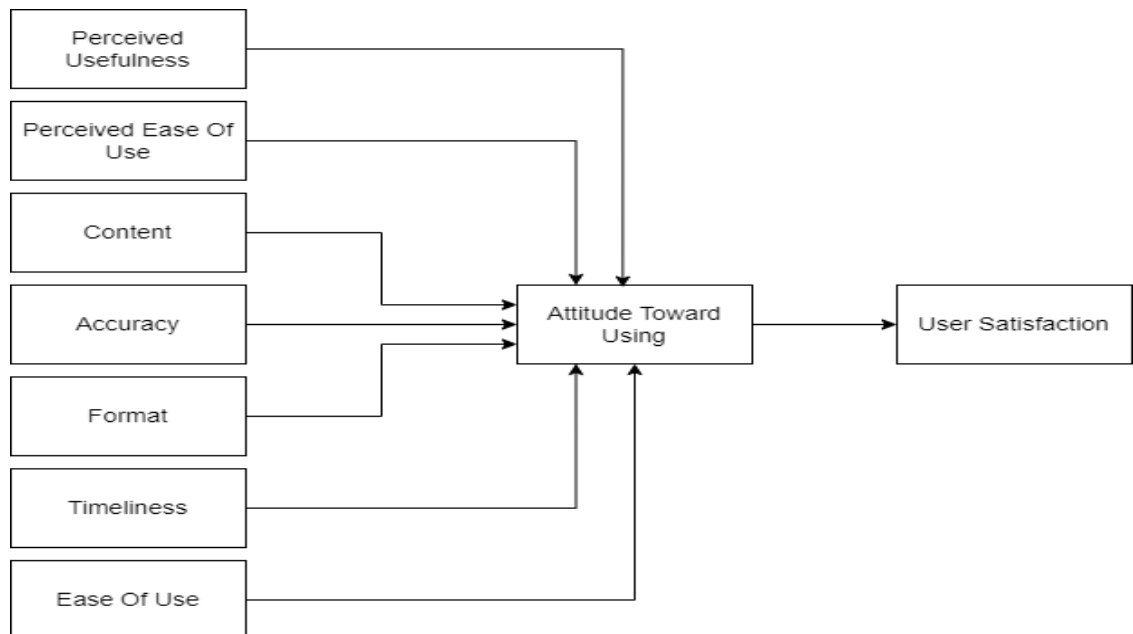 Perceived
Usefulness
Perceived Ease Of
Use
Content
Accuracy
Format
Timeliness
Ease Of Use
Attitude Toward
Using
User Satisfaction